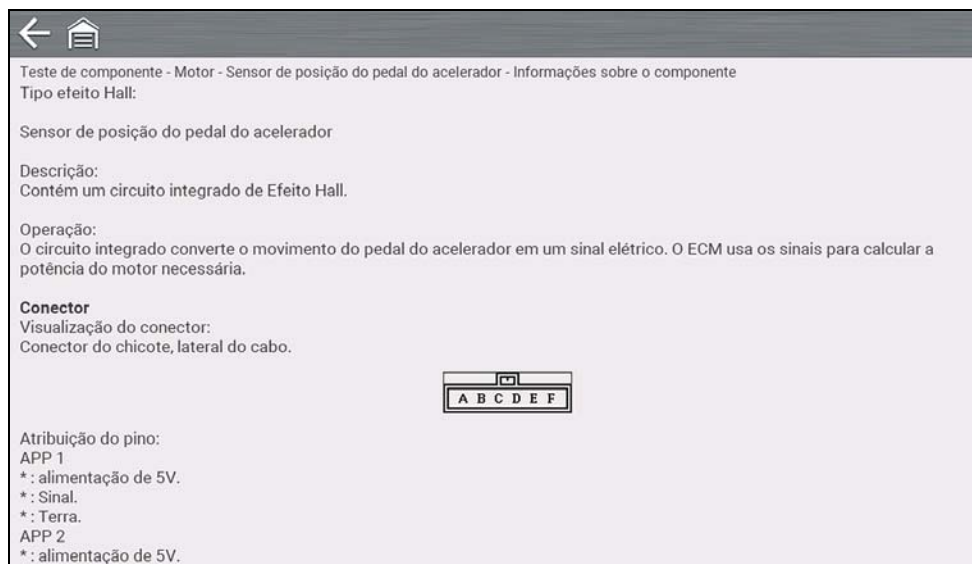 Teste de componente - Motor - Sensor de posição do pedal do acelerador - Informações sobre o componente
Tipo efeito Hall:
Sensor de posição do pedal do acelerador
Descrição:
Contém um circuito integrado de Efeito Hall.
Operação:
O circuito integrado converte o movimento do pedal do acelerador em um sinal elétrico. O ECM usa os sinais para calcular a
potência do motor necessária.
Conector
Visualização do conector:
Conector do chicote, lateral do cabo.
A B C D E F
Atribuição do pino:
APP 1
* : alimentação de 5V.
* : Sinal.
* : Terra.
APP 2
* : alimentação de 5V.